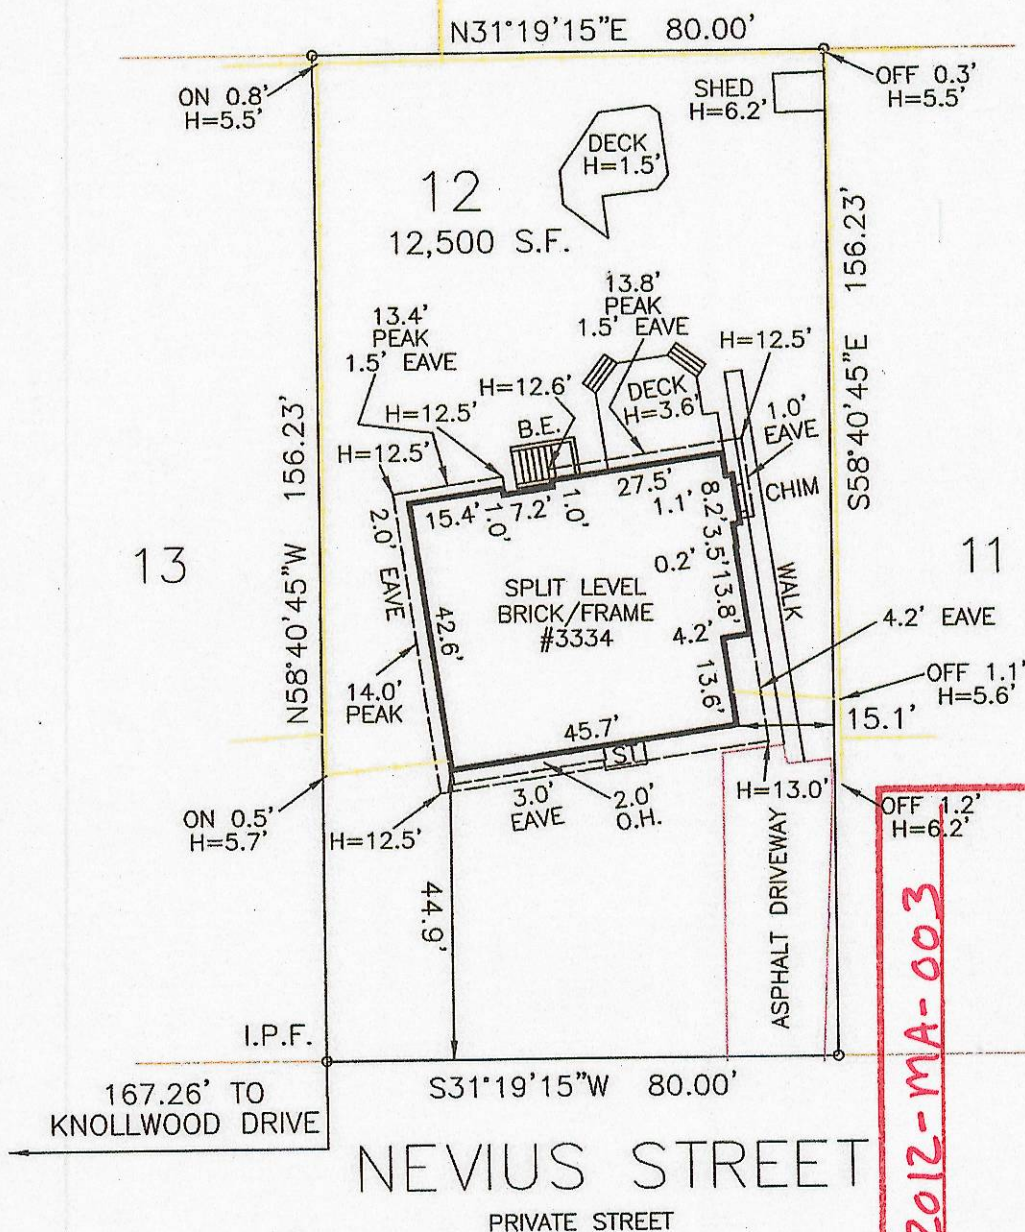 N31°19'15"E 80.00'
ON 0.8'
H=5.5'
OFF 0.3'
H=5.5'
SHED
H=6.2'
DECK
H=1.5'
12
12,500 S.F.
N58°40'45"W 156.23'
S58°40'45"E 156.23'
13.4'
PEAK
1.5' EAVE
13.8'
PEAK
1.5' EAVE
H=12.5'
H=12.6'
DECK
H=3.6'
1.0'
EAVE
H=12.5'
B.E.
H=12.5'
CHIM
27.5'
1.1'
8.2'
15.4'
1.0'
7.2'
1.0'
3.5'
0.2'
13.8'
2.0' EAVE
13
11
WALK
SPLIT LEVEL
BRICK/FRAME
#3334
4.2' EAVE
42.6'
4.2'
13.6'
14.0'
PEAK
OFF 1.1'
H=5.6'
15.1'
45.7'
ST
3.0'
EAVE
2.0'
O.H.
H=13.0'
ON 0.5'
H=5.7'
H=12.5'
OFF 1.2'
H=6.2'
44.9'
ASPHALT DRIVEWAY
2012-MA-003
I.P.F.
S31°19'15"W 80.00'
167.26' TO
KNOLLWOOD DRIVE
NEVIUS STREET
PRIVATE STREET